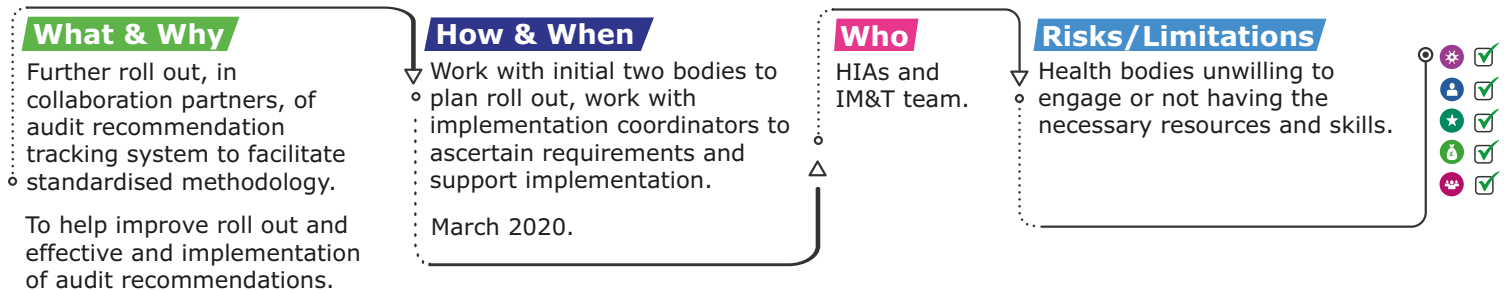 What & Why
Further roll out, in
collaboration partners, of
audit recommendation
tracking system to facilitate
standardised methodology.
To help improve roll out and
effective and implementation
of audit recommendations.
How & When
Work with initial two bodies to
plan roll out, work with
implementation coordinators to
ascertain requirements and
support implementation.
March 2020.
Who
HIAs and
IM&T team.
Risks/Limitations
Health bodies unwilling to
engage or not having the
necessary resources and skills.